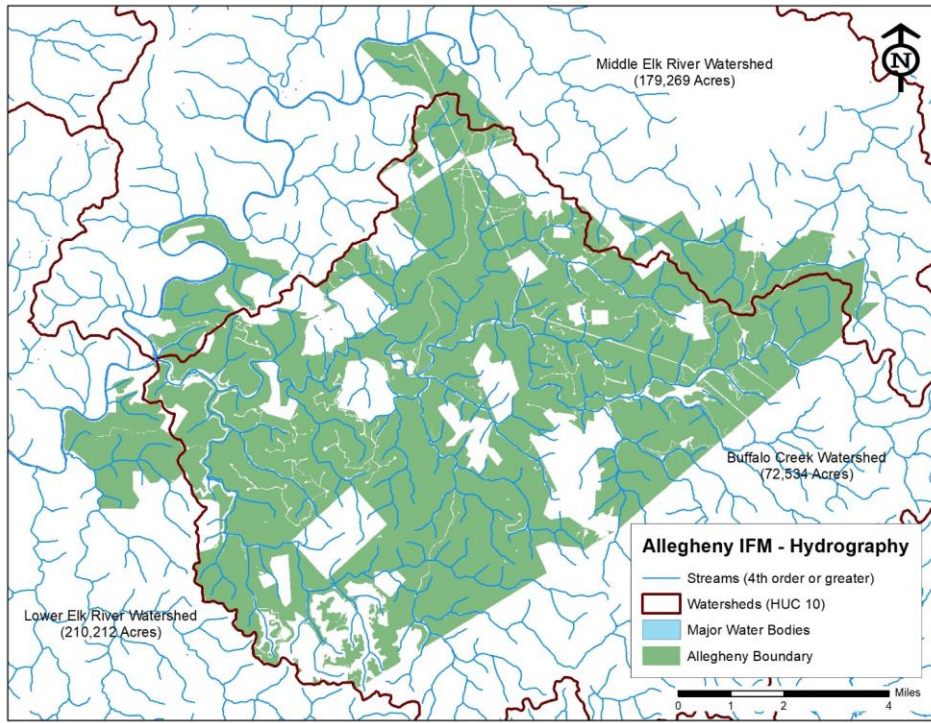 N
Middle Elk River Watershed
(179,269 Acres)
Buffalo Creek Watershed
(72,534 Acres)
Lower Elk River Watershed
(210,212 Acres)
Allegheny IFM - Hydrography
Streams (4th order or greater)
Watersheds (HUC 10)
Major Water Bodies
Allegheny Boundary
Miles
0 1 2 4